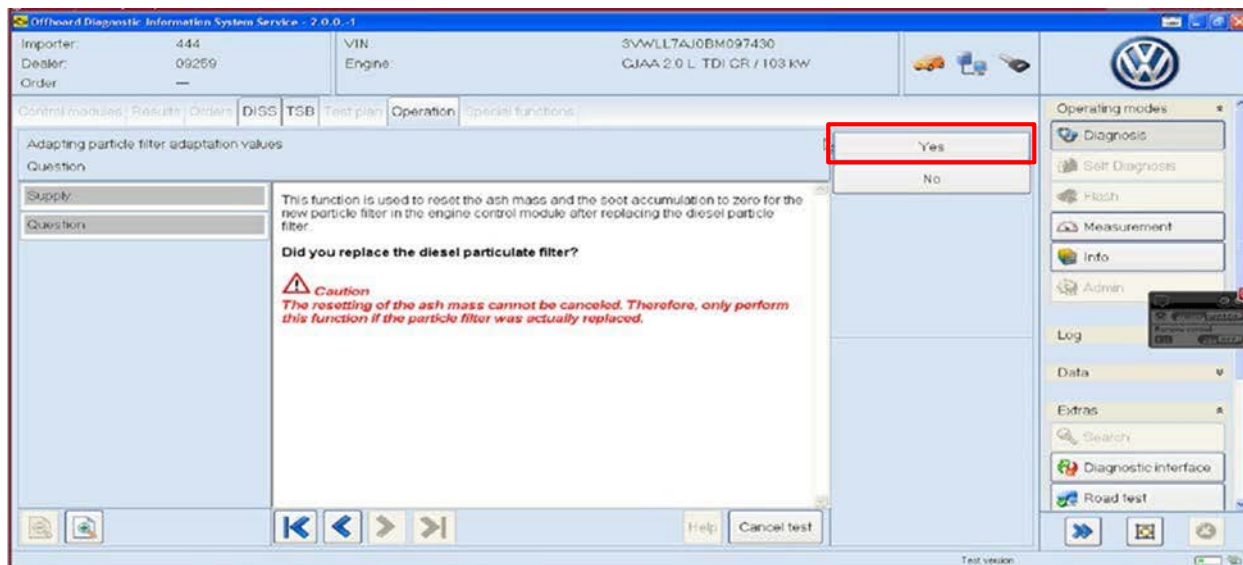 Offboard Diagnostic Information System Service - 2.0.0.-1
Importer: 444
Dealer: 09259
Order: —
VIN: 3VWLL7AJ0BM097430
Engine: CJAA 2.0 L TDI CR / 103 kW
Control modules Results Orders DISS TSB Test plan Operation Special functions
Adapting particle filter adaptation values
Question
Supply
Question
This function is used to reset the ash mass and the soot accumulation to zero for the
new particle filter in the engine control module after replacing the diesel particle
filter.
Did you replace the diesel particulate filter?
Caution
The resetting of the ash mass cannot be canceled. Therefore, only perform
this function if the particle filter was actually replaced.
Yes
No
Help
Cancel test
Operating modes
Diagnosis
Self Diagnosis
Flash
Measurement
Info
Admin
Log
Data
Extras
Search
Diagnostic interface
Road test
Test version